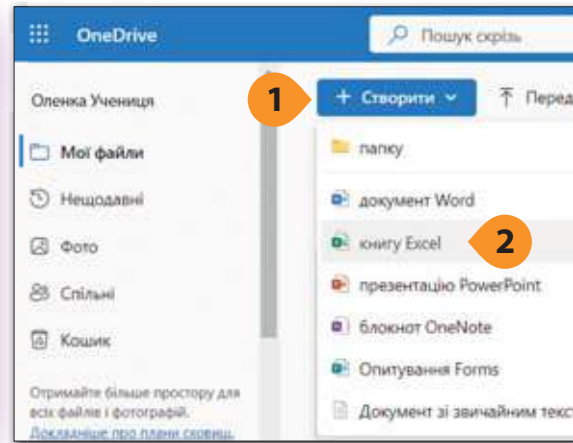 OneDrive
Пошук скрізь
Оленка Учениця
1
+ Створити
Перед
Мої файли
папку
Нещодавні
документ Word
книгу Excel
2
Фото
презентацію PowerPoint
Спільні
блокнот OneNote
Кошик
Опитування Forms
Отримайте більше простору для
всіх файлів і фотографій.
Докладніше про плани сховищ.
Документ зі звичайним текст